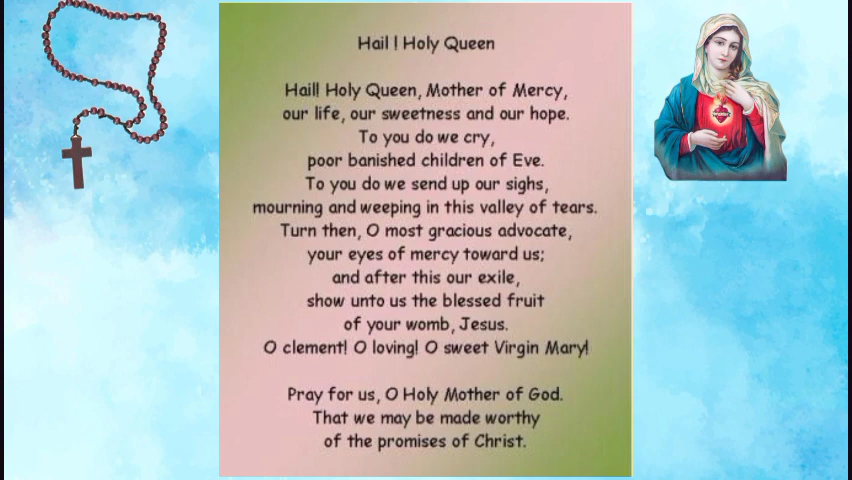 Hail ! Holy Queen
Hail! Holy Queen, Mother of Mercy,
our life, our sweetness and our hope.
To you do we cry,
poor banished children of Eve.
To you do we send up our sighs,
mourning and weeping in this valley of tears.
Turn then, O most gracious advocate,
your eyes of mercy toward us;
and after this our exile,
show unto us the blessed fruit
of your womb, Jesus.
O clement! O loving! O sweet Virgin Mary!
Pray for us, O Holy Mother of God.
That we may be made worthy
of the promises of Christ.